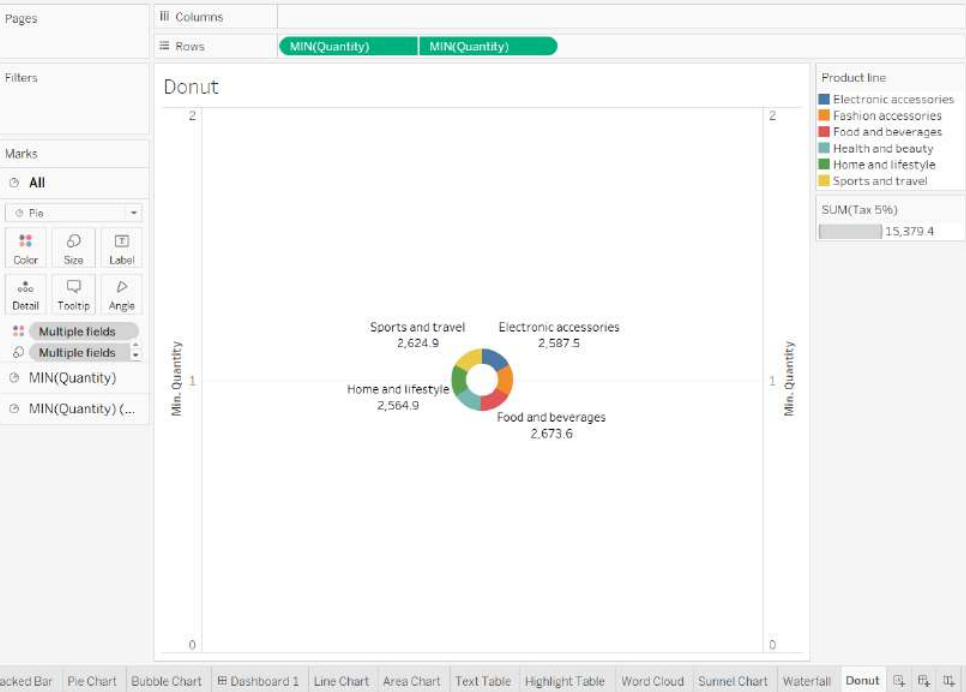 Pages
Columns
Rows
MIN(Quantity)
MIN(Quantity)
Filters
Marks
All
Pie
Color
Size
Label
Detail
Tooltip
Angle
Multiple fields
Multiple fields
MIN(Quantity)
MIN(Quantity) (...
Donut
2
2
Min. Quantity
1
Sports and travel
2,624.9
Electronic accessories
2,587.5
Home and lifestyle
2,564.9
Food and beverages
2,673.6
1
Min. Quantity
0
0
Product line
Electronic accessories
Fashion accessories
Food and beverages
Health and beauty
Home and lifestyle
Sports and travel
SUM(Tax 5%)
15,379.4
acked Bar
Pie Chart
Bubble Chart
Dashboard 1
Line Chart
Area Chart
Text Table
Highlight Table
Word Cloud
Sunnel Chart
Waterfall
Donut